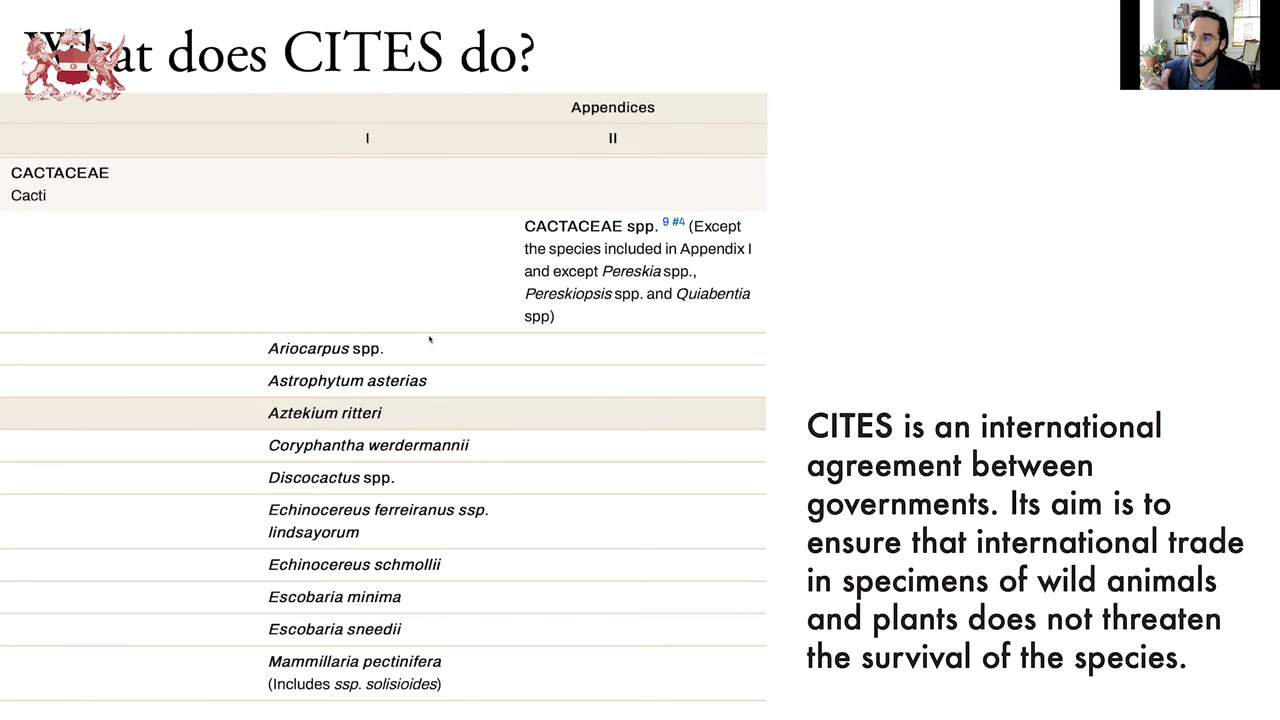 What does CITES do?
Appendices
I II
CACTACEAE
Cacti
CACTACEAE spp. 9 #4 (Except
the species included in Appendix I
and except Pereskia spp.,
Pereskiopsis spp. and Quiabentia
spp)
Ariocarpus spp.
Astrophytum asterias
Aztekium ritteri
Coryphantha werdermannii
Discocactus spp.
Echinocereus ferreirianus ssp.
lindsayorum
Echinocereus schmollii
Escobaria minima
Escobaria sneedii
Mammillaria pectinifera
(Includes ssp. solisioides)
CITES is an international
agreement between
governments. Its aim is to
ensure that international trade
in specimens of wild animals
and plants does not threaten
the survival of the species.